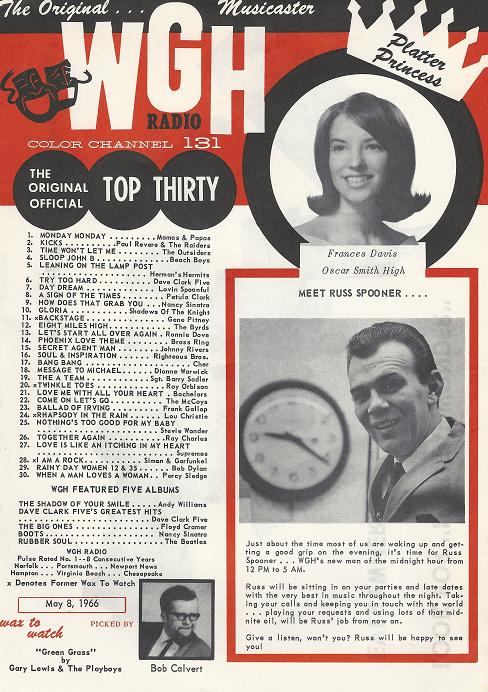 The Original . . . Musicaster
WGH
RADIO
COLOR CHANNEL 131
Platter
Princess
THE
ORIGINAL
OFFICIAL
TOP THIRTY
1. MONDAY MONDAY . . . . . . . . . Mamas & Papas
2. KICKS . . . . . . . . . . Paul Revere & The Raiders
3. TIME WON'T LET ME . . . . . . . . The Outsiders
4. SLOOP JOHN B . . . . . . . . . . . . . Beach Boys
5. LEANING ON THE LAMP POST
. . . . . . . . . . . . . . . . . . Herman's Hermits
6. TRY TOO HARD . . . . . . . . . . Dave Clark Five
7. DAY DREAM . . . . . . . . . . . . Lovin Spoonful
8. A SIGN OF THE TIMES . . . . . . . . Petula Clark
9. HOW DOES THAT GRAB YOU . . . Nancy Sinatra
10. GLORIA . . . . . . . . . . Shadows Of The Knight
11. xBACKSTAGE . . . . . . . . . . . . . Gene Pitney
12. EIGHT MILES HIGH . . . . . . . . . . . The Byrds
13. LET'S START ALL OVER AGAIN . Ronnie Dove
14. PHOENIX LOVE THEME . . . . . . . . Brass Ring
15. SECRET AGENT MAN . . . . . . . . Johnny Rivers
16. SOUL & INSPIRATION . . . . . . Righteous Bros.
17. BANG BANG . . . . . . . . . . . . . . . . . . Cher
18. MESSAGE TO MICHAEL . . . . Dionne Warwick
19. THE A TEAM . . . . . . . . . . Sgt. Barry Sadler
20. xTWINKLE TOES . . . . . . . . . . . . Roy Orbison
21. LOVE ME WITH ALL YOUR HEART . Bachelors
22. COME ON LET'S GO . . . . . . . . . The McCoys
23. BALLAD OF IRVING . . . . . . . . Frank Gallop
24. xRHAPSODY IN THE RAIN . . . . . Lou Christie
25. NOTHING'S TOO GOOD FOR MY BABY
. . . . . . . . . . . . . . . . . . . Stevie Wonder
26. TOGETHER AGAIN . . . . . . . . . . Ray Charles
27. LOVE IS LIKE AN ITCHING IN MY HEART
. . . . . . . . . . . . . . . . . . . . . . Supremes
28. xI AM A ROCK . . . . . . . . . Simon & Garfunkel
29. RAINY DAY WOMEN 12 & 35 . . . . . . Bob Dylan
30. WHEN A MAN LOVES A WOMAN . . Percy Sledge
WGH FEATURED FIVE ALBUMS
THE SHADOW OF YOUR SMILE . . . . . Andy Williams
DAVE CLARK FIVE'S GREATEST HITS
. . . . . . . . . . . . . . . . . . . . Dave Clark Five
THE BIG ONES . . . . . . . . . . . . . . Floyd Cramer
BOOTS . . . . . . . . . . . . . . . . . Nancy Sinatra
RUBBER SOUL . . . . . . . . . . . . . . The Beatles
WGH RADIO
Pulse Rated No. 1--8 Consecutive Years
Norfolk . . . Portsmouth . . . Newport News
Hampton . . . Virginia Beach . . . Chesapeake
x Denotes Former Wax To Watch
May 8, 1966
wax to
watch
PICKED BY
"Green Grass"
by
Gary Lewis & The Playboys
Bob Calvert
Frances Davis
Oscar Smith High
MEET RUSS SPOONER . . . .
Just about the time most of us are waking up and get-
ting a good grip on the evening, it's time for Russ
Spooner . . . WGH's new man of the midnight hour from
12 PM to 5 AM.
Russ will be sitting in on your parties and late dates
with the very best in music throughout the night. Tak-
ing your calls and keeping you in touch with the world
. . . playing your requests and using lots of that mid-
nite oil, will be Russ' job from now on.
Give a listen, won't you? Russ will be happy to see
you!